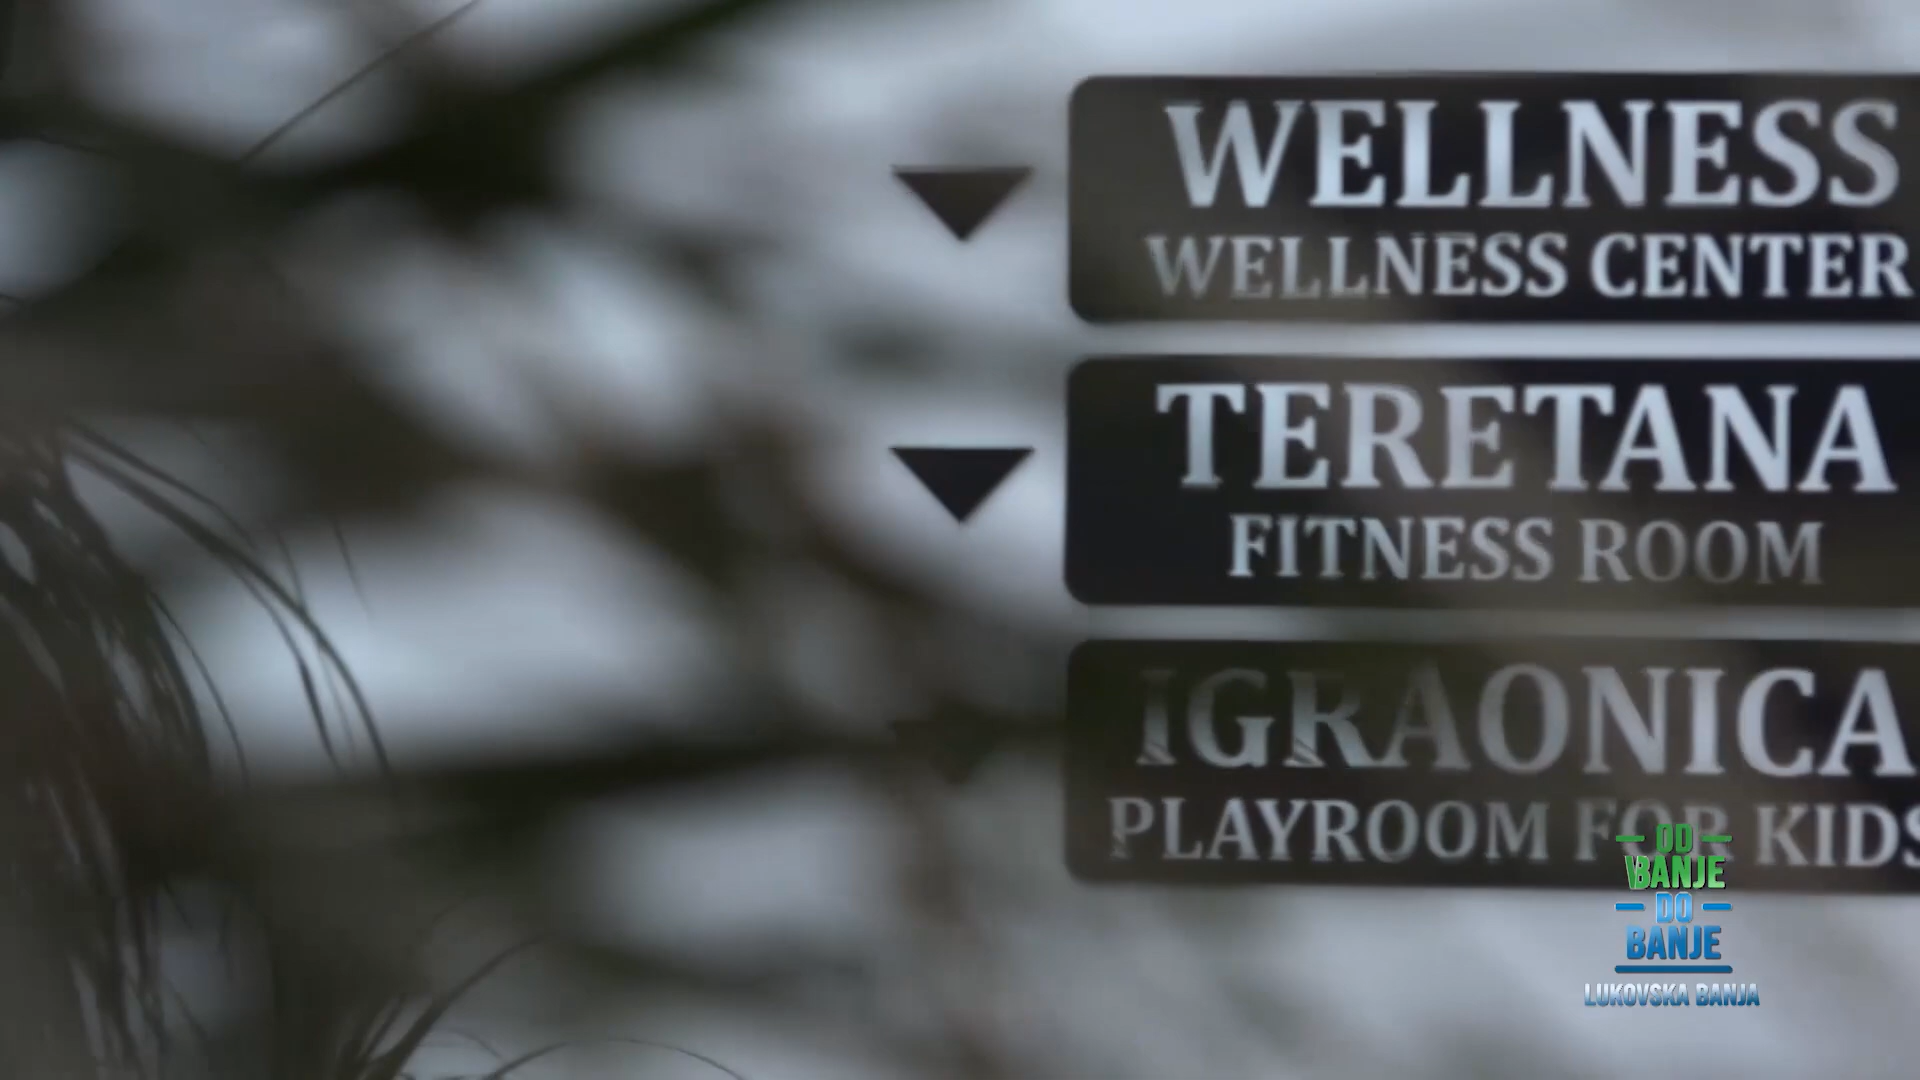 WELLNESS
WELLNESS CENTER
TERETANA
FITNESS ROOM
IGRAONICA
PLAYROOM FOR KIDS
OD
BANJE
DO
BANJE
LUKOVSKA BANJA